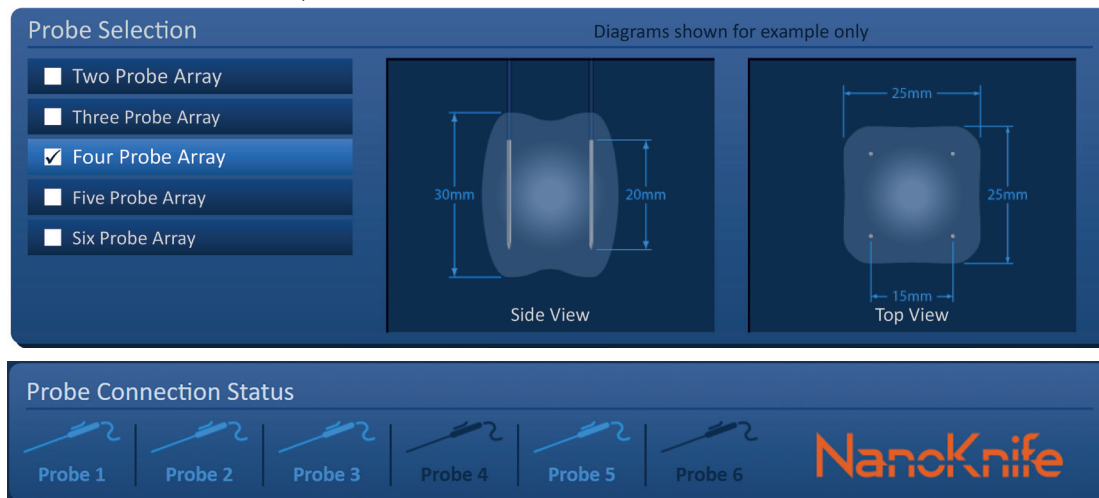 Probe Selection
Diagrams shown for example only
Two Probe Array
Three Probe Array
Four Probe Array
Five Probe Array
Six Probe Array
30mm
20mm
Side View
25mm
25mm
15mm
Top View
Probe Connection Status
Probe 1
Probe 2
Probe 3
Probe 4
Probe 5
Probe 6
NanoKnife